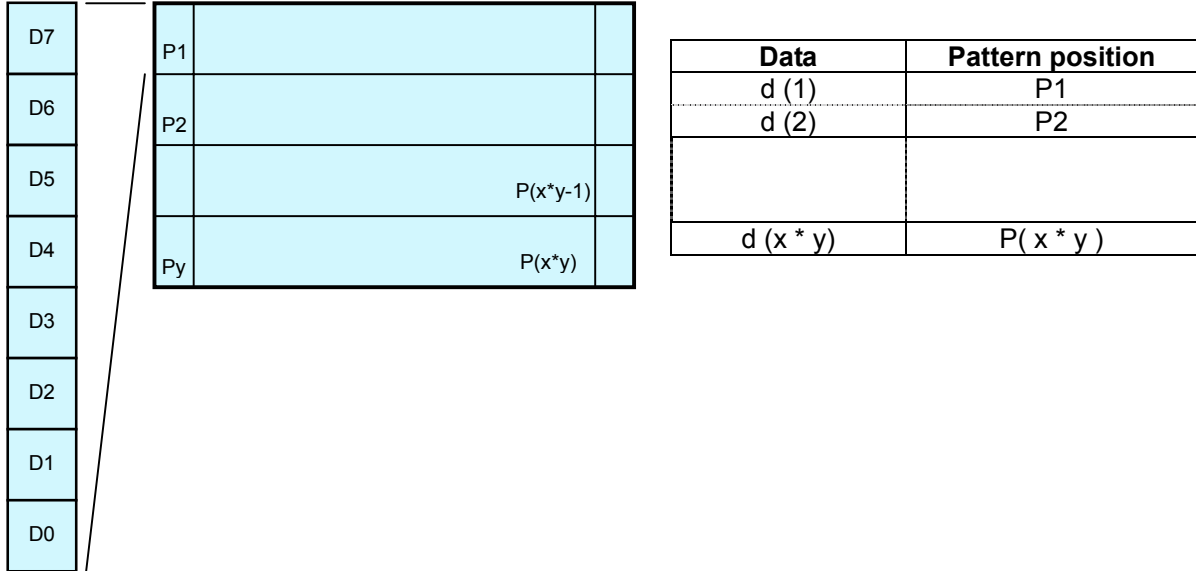 D7
D6
D5
D4
D3
D2
D1
D0
P1
P2
P(x*y-1)
Py P(x*y)
Data Pattern position
d (1) P1
d (2) P2
d (x * y) P( x * y )